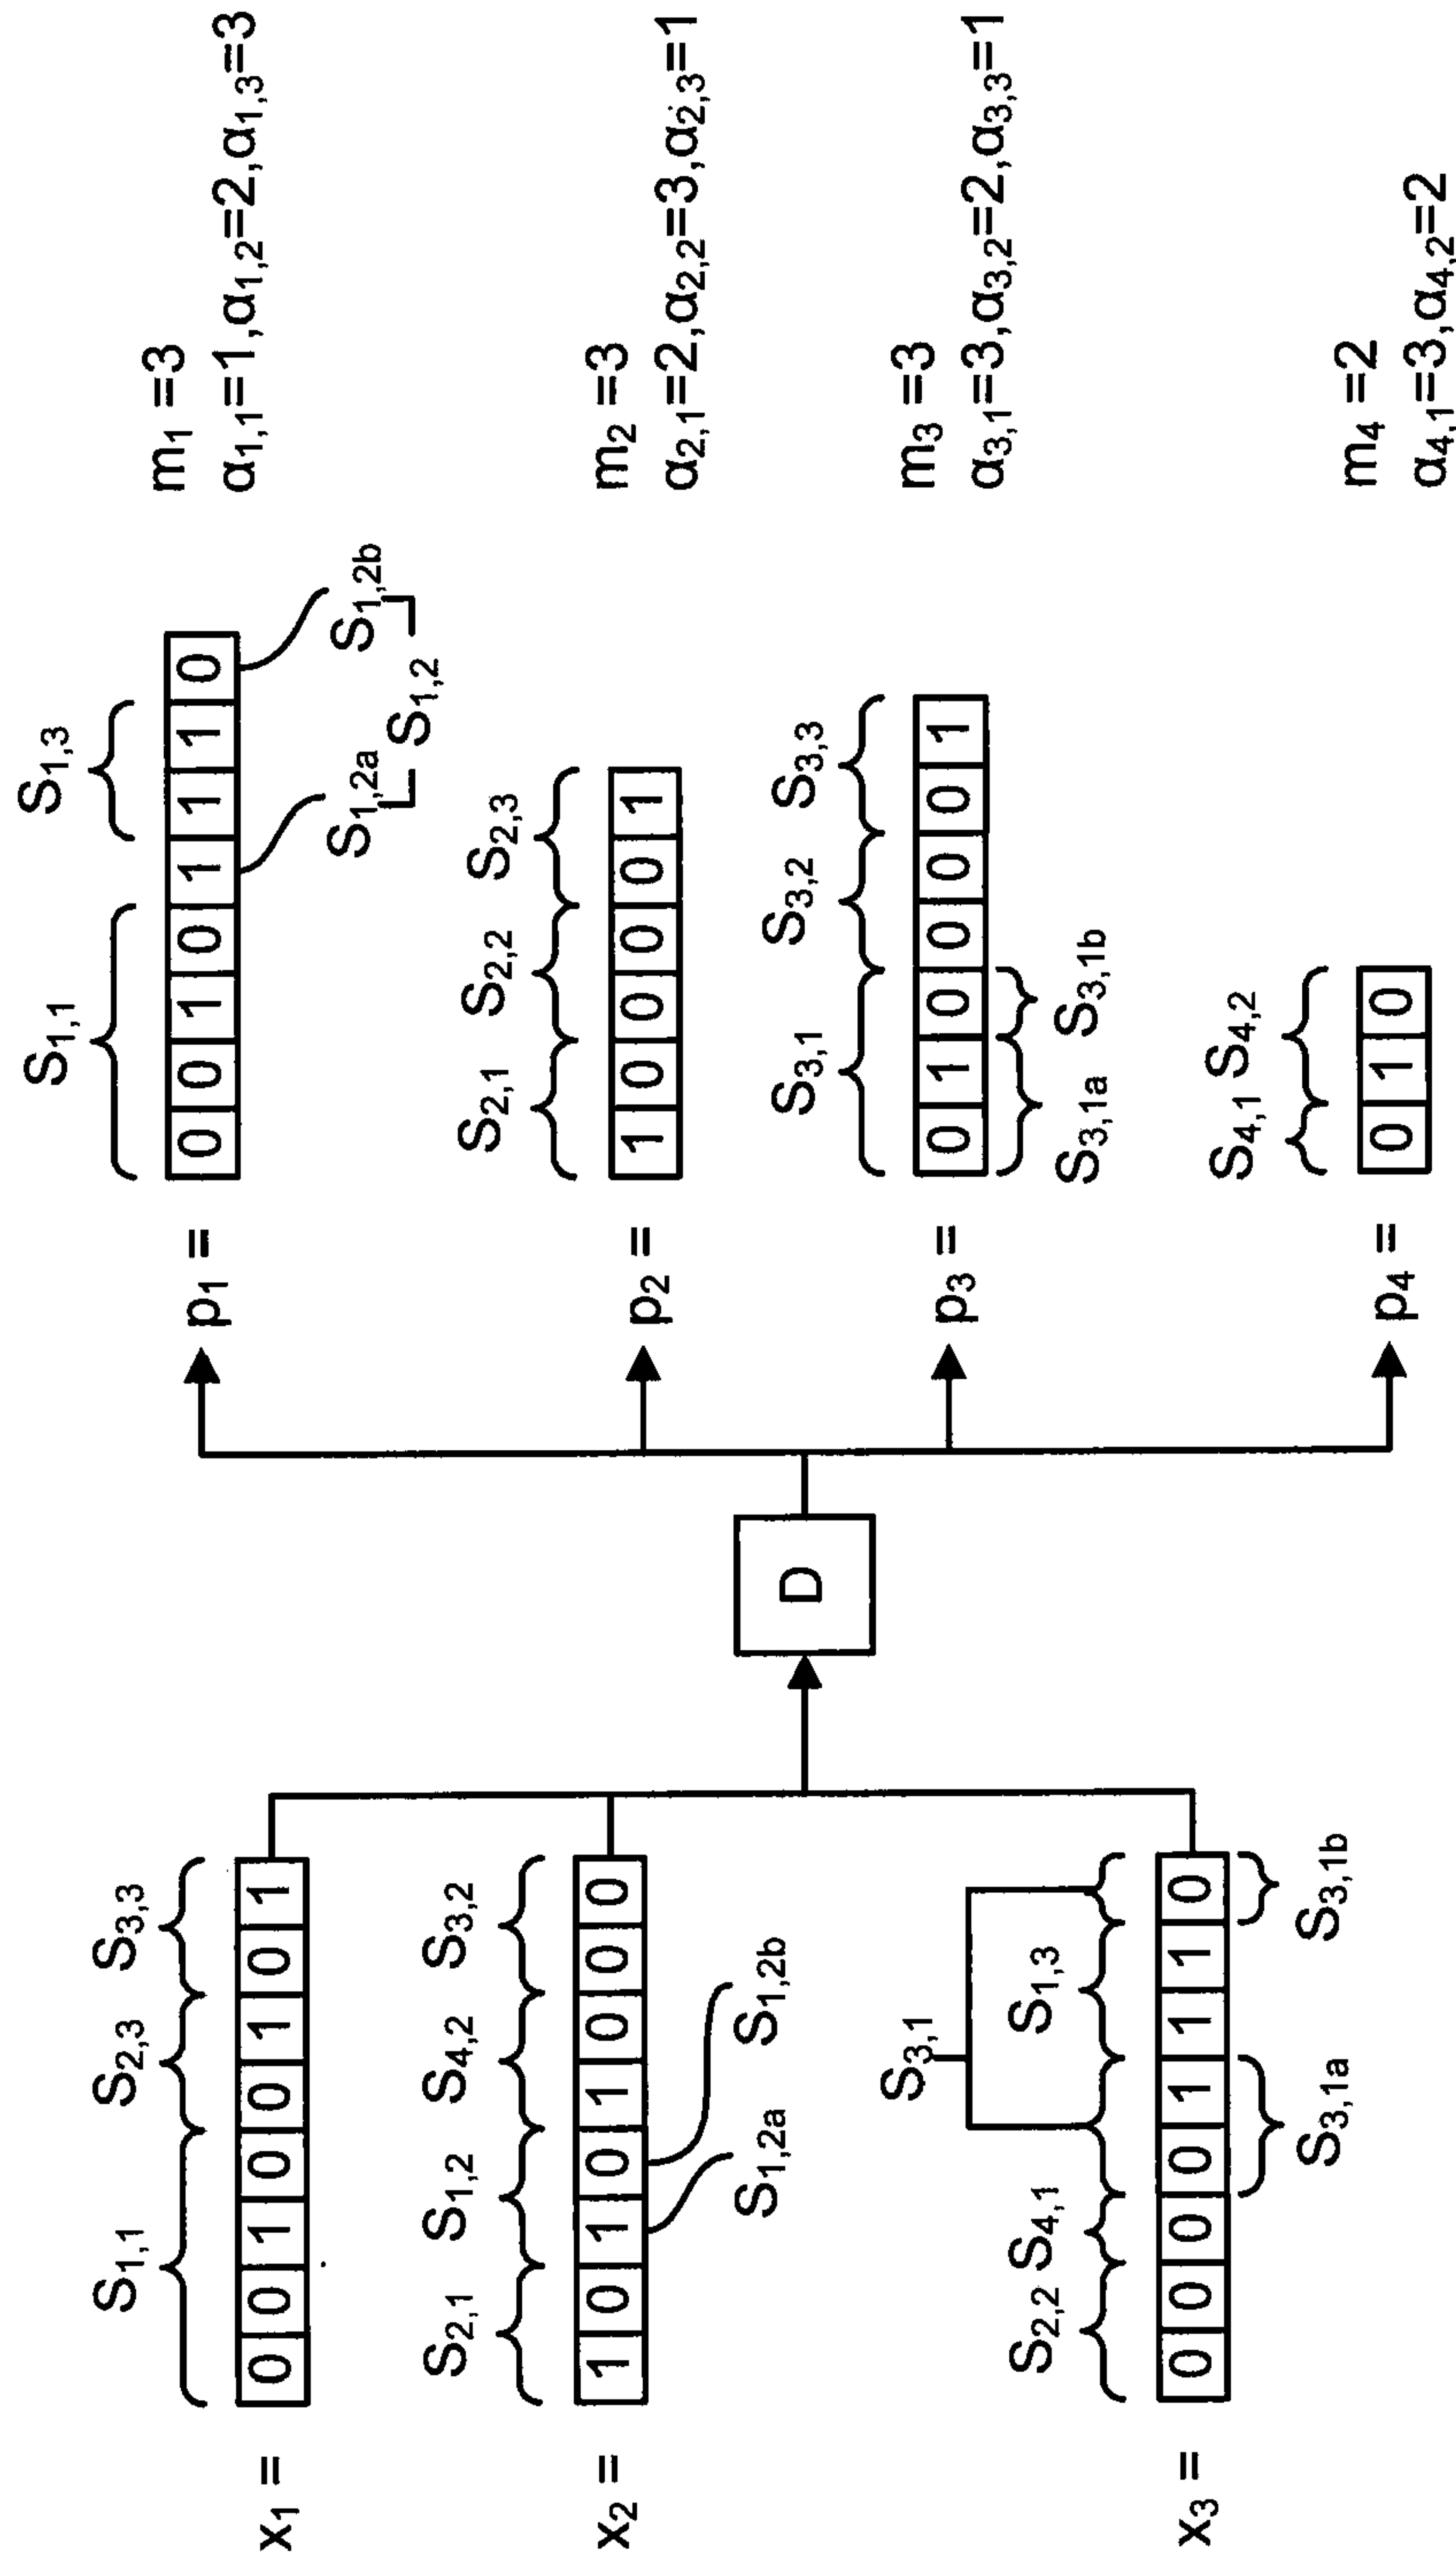 x₁ =
S₁,₁ S₂,₃ S₃,₃
0 0 1 0 0 1 0 1
x₂ =
S₂,₁ S₁,₂ S₄,₂ S₃,₂
1 0 1 0 1 0 0 0
S₁,₂a S₁,₂b
x₃ =
S₃,₁
S₂,₂ S₄,₁ S₁,₃
0 0 0 0 1 1 1 0
S₃,₁a S₃,₁b
D
p₁ =
S₁,₁ S₁,₃
0 0 1 0 1 1 1 0
S₁,₂a S₁,₂b
S₁,₂
m₁ =3
α₁,₁=1,α₁,₂=2,α₁,₃=3
p₂ =
S₂,₁ S₂,₂ S₂,₃
1 0 0 0 0 1
m₂ =3
α₂,₁=2,α₂,₂=3,α₂,₃=1
p₃ =
S₃,₁ S₃,₂ S₃,₃
0 1 0 0 0 0 1
S₃,₁a S₃,₁b
m₃ =3
α₃,₁=3,α₃,₂=2,α₃,₃=1
p₄ =
S₄,₁ S₄,₂
0 1 0
m₄ =2
α₄,₁=3,α₄,₂=2